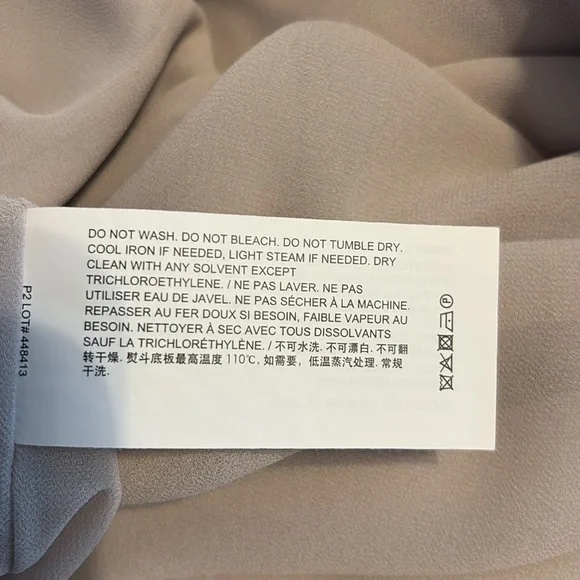 DO NOT WASH. DO NOT BLEACH. DO NOT TUMBLE DRY.
COOL IRON IF NEEDED, LIGHT STEAM IF NEEDED. DRY
CLEAN WITH ANY SOLVENT EXCEPT
TRICHLOROETHYLENE. / NE PAS LAVER. NE PAS
UTILISER EAU DE JAVEL. NE PAS SÉCHER À LA MACHINE.
REPASSER AU FER DOUX SI BESOIN, FAIBLE VAPEUR AU
BESOIN. NETTOYER À SEC AVEC TOUS DISSOLVANTS
SAUF LA TRICHLORÉTHYLÈNE. / 不可水洗. 不可漂白. 不可翻
转干燥. 熨斗底板最高温度 110℃, 如需要, 低温蒸汽处理. 常规
干洗.
P2 LOT# 448413
P